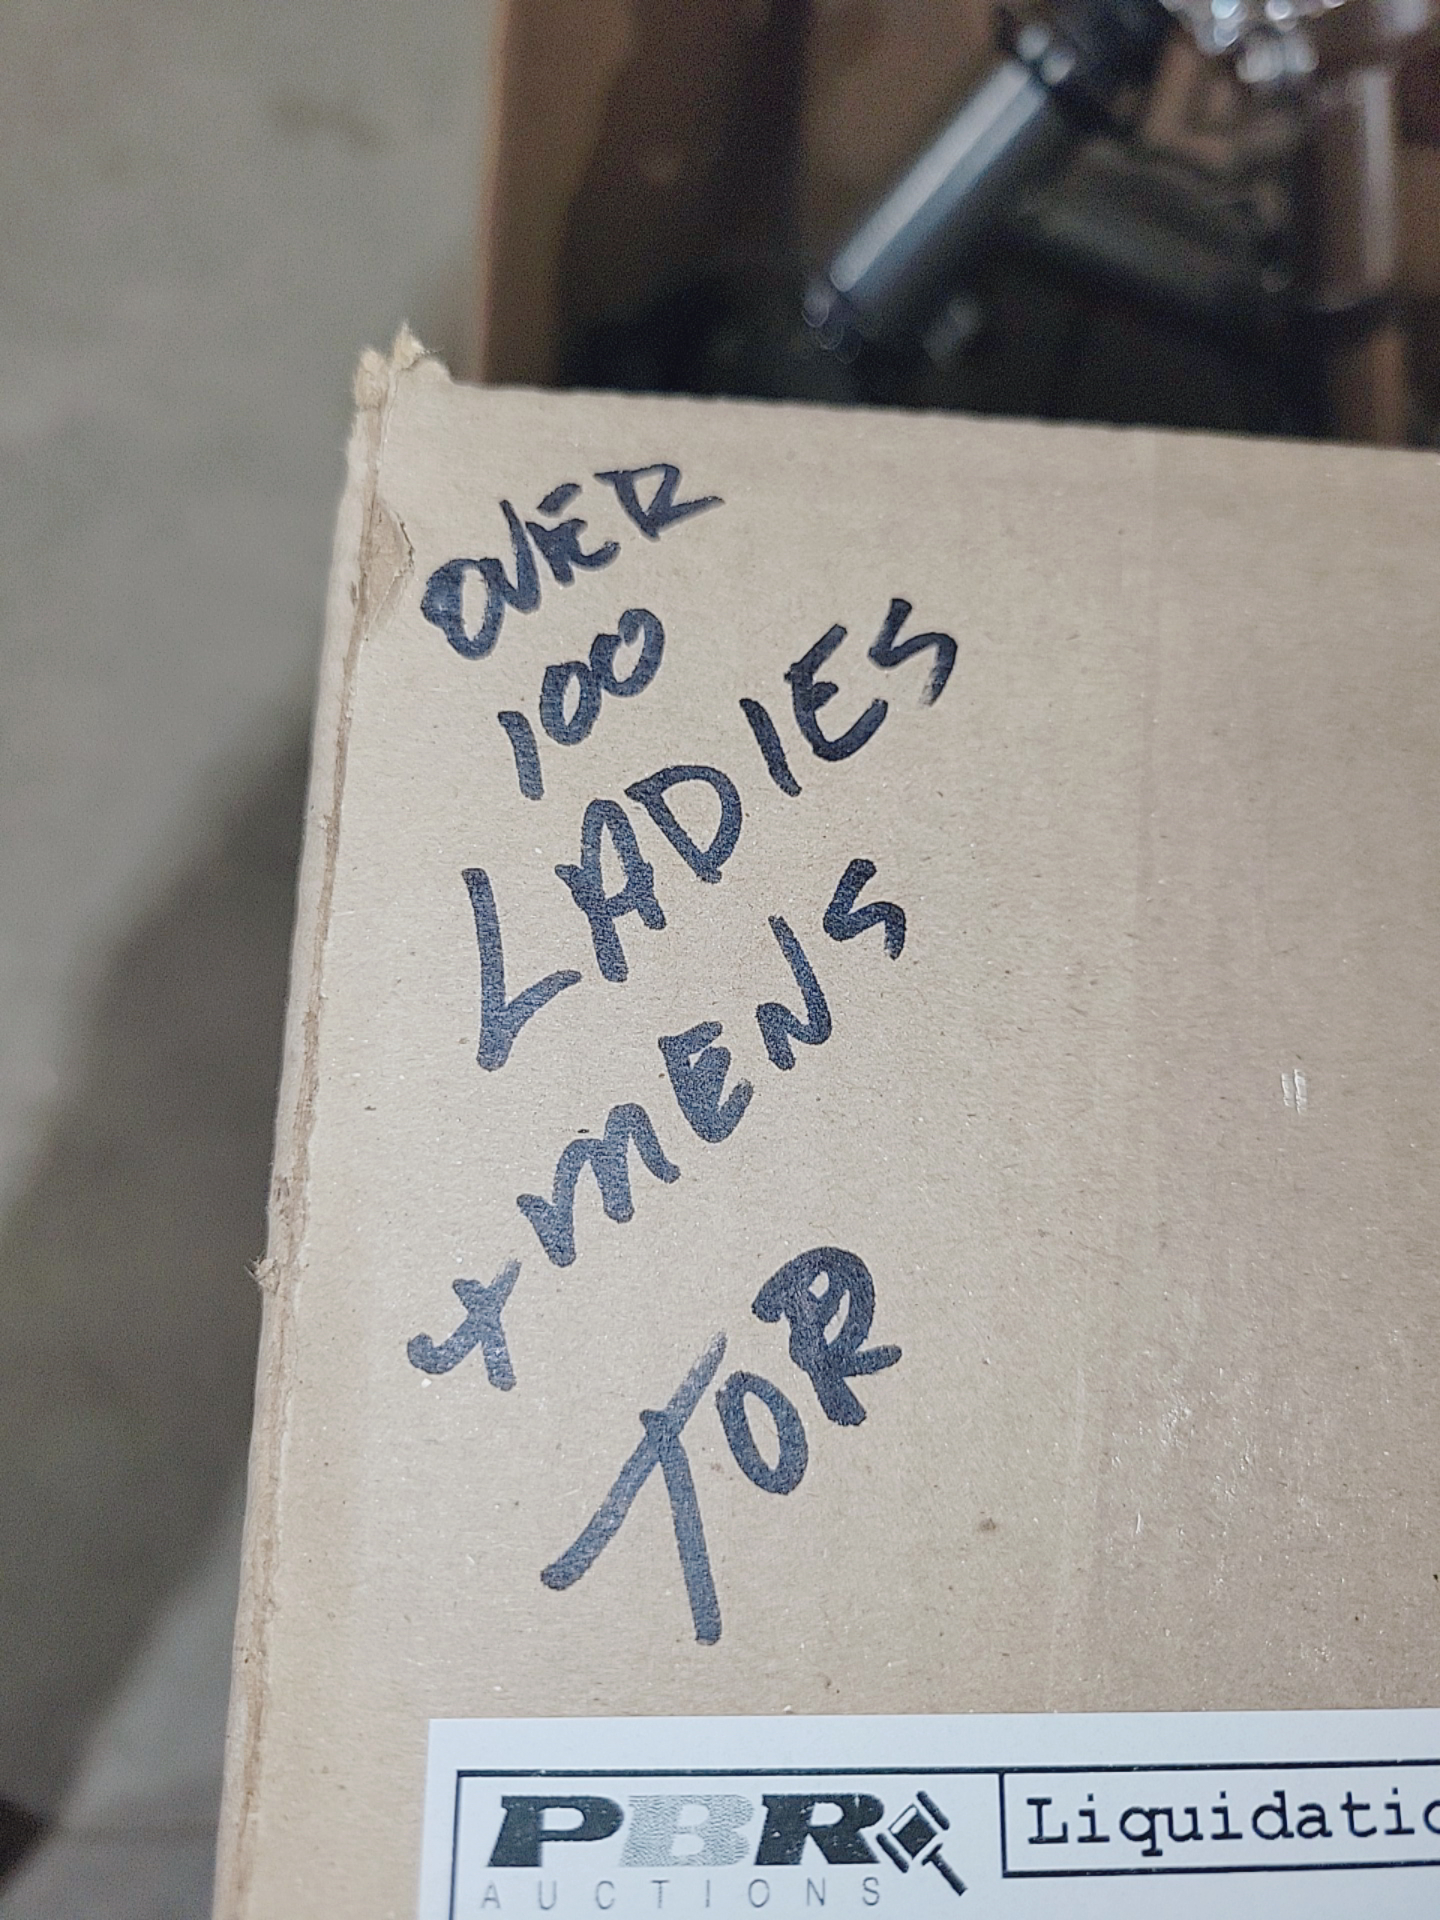 OVER
100
LADIES
+ MENS
TOR
PBR
AUCTIONS
Liquidatio